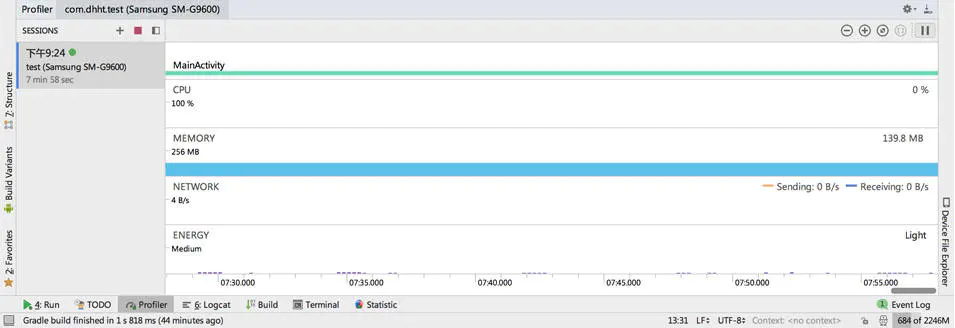 Profiler com.dhht.test (Samsung SM-G9600)
SESSIONS
下午9:24
test (Samsung SM-G9600)
7 min 58 sec
MainActivity
CPU 0 %
100 %
MEMORY 139.8 MB
256 MB
NETWORK Sending: 0 B/s Receiving: 0 B/s
4 B/s
ENERGY Light
Medium
07:30.000 07:35.000 07:40.000 07:45.000 07:50.000 07:55.000
7: Structure
Build Variants
2: Favorites
Device File Explorer
4: Run TODO Profiler 6: Logcat Build Terminal Statistic 1 Event Log
Gradle build finished in 1 s 818 ms (44 minutes ago) 13:31 LF UTF-8 Context: <no context> 684 of 2246M